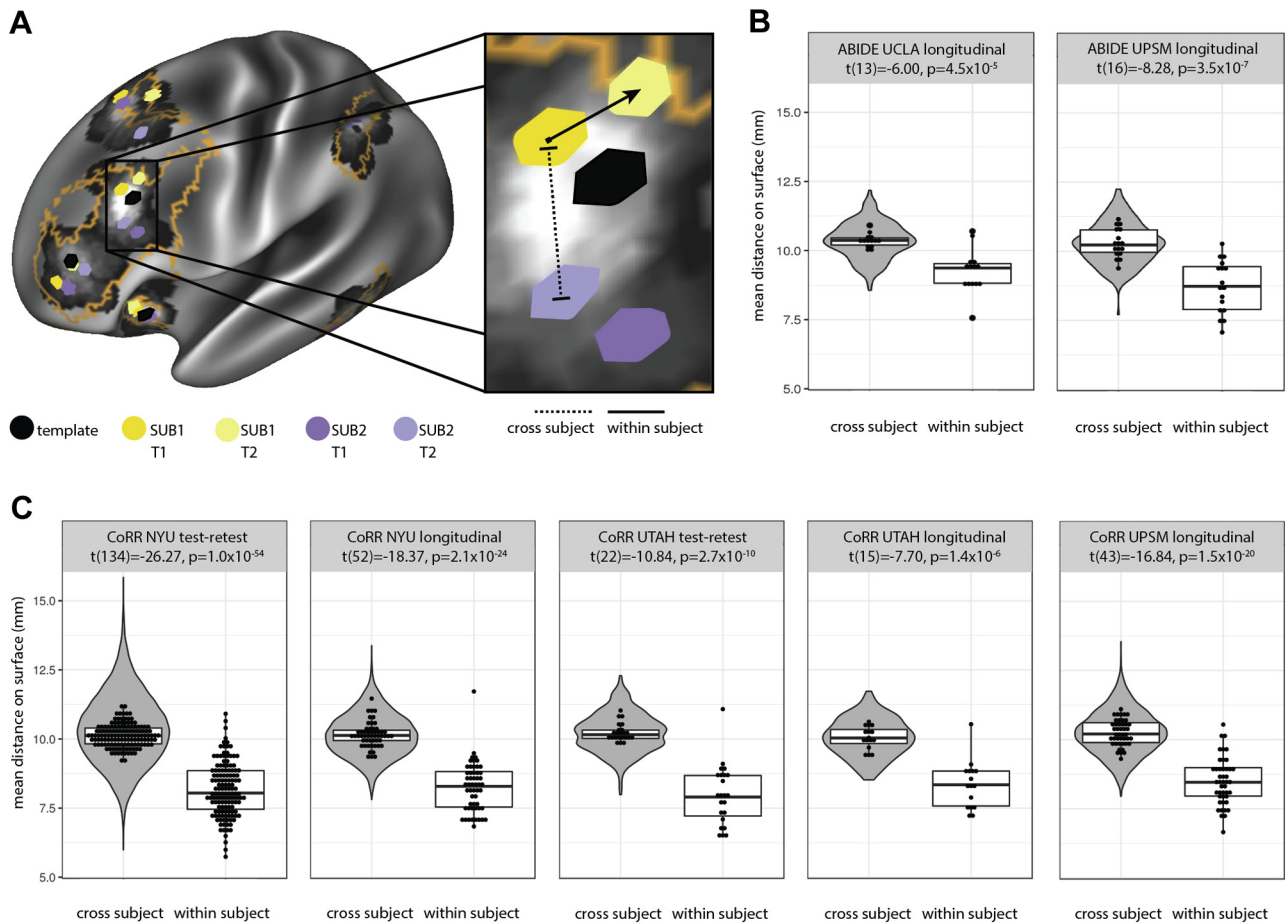 A
template
SUB1
T1
SUB1
T2
SUB2
T1
SUB2
T2
cross subject within subject
B
ABIDE UCLA longitudinal
t(13)=-6.00, p=4.5x10⁻⁵
ABIDE UPSM longitudinal
t(16)=-8.28, p=3.5x10⁻⁷
mean distance on surface (mm)
15.0
12.5
10.0
7.5
5.0
cross subject within subject
cross subject within subject
C
CoRR NYU test-retest
t(134)=-26.27, p=1.0x10⁻⁵⁴
CoRR NYU longitudinal
t(52)=-18.37, p=2.1x10⁻²⁴
CoRR UTAH test-retest
t(22)=-10.84, p=2.7x10⁻¹⁰
CoRR UTAH longitudinal
t(15)=-7.70, p=1.4x10⁻⁶
CoRR UPSM longitudinal
t(43)=-16.84, p=1.5x10⁻²⁰
mean distance on surface (mm)
15.0
12.5
10.0
7.5
5.0
cross subject within subject
cross subject within subject
cross subject within subject
cross subject within subject
cross subject within subject